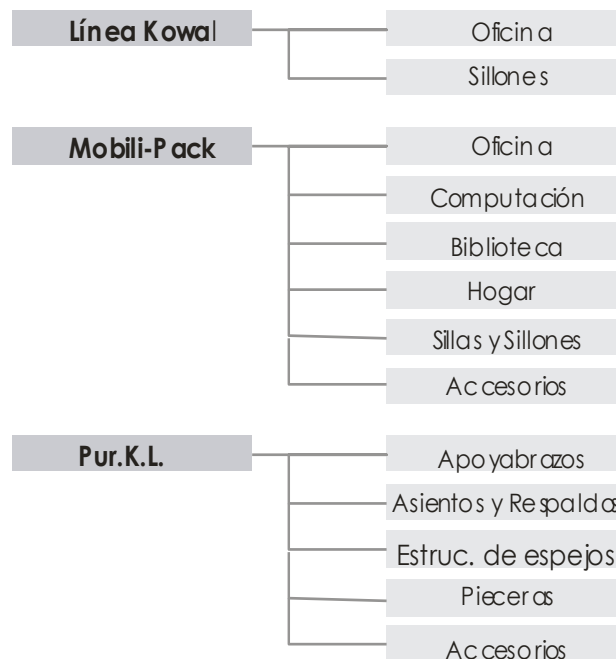 Línea Kowal
Oficina
Sillones
Mobili-Pack
Oficina
Computación
Biblioteca
Hogar
Sillas y Sillones
Accesorios
Pur.K.L.
Apoyabrazos
Asientos y Respaldos
Estruc. de espejos
Pieceras
Accesorios